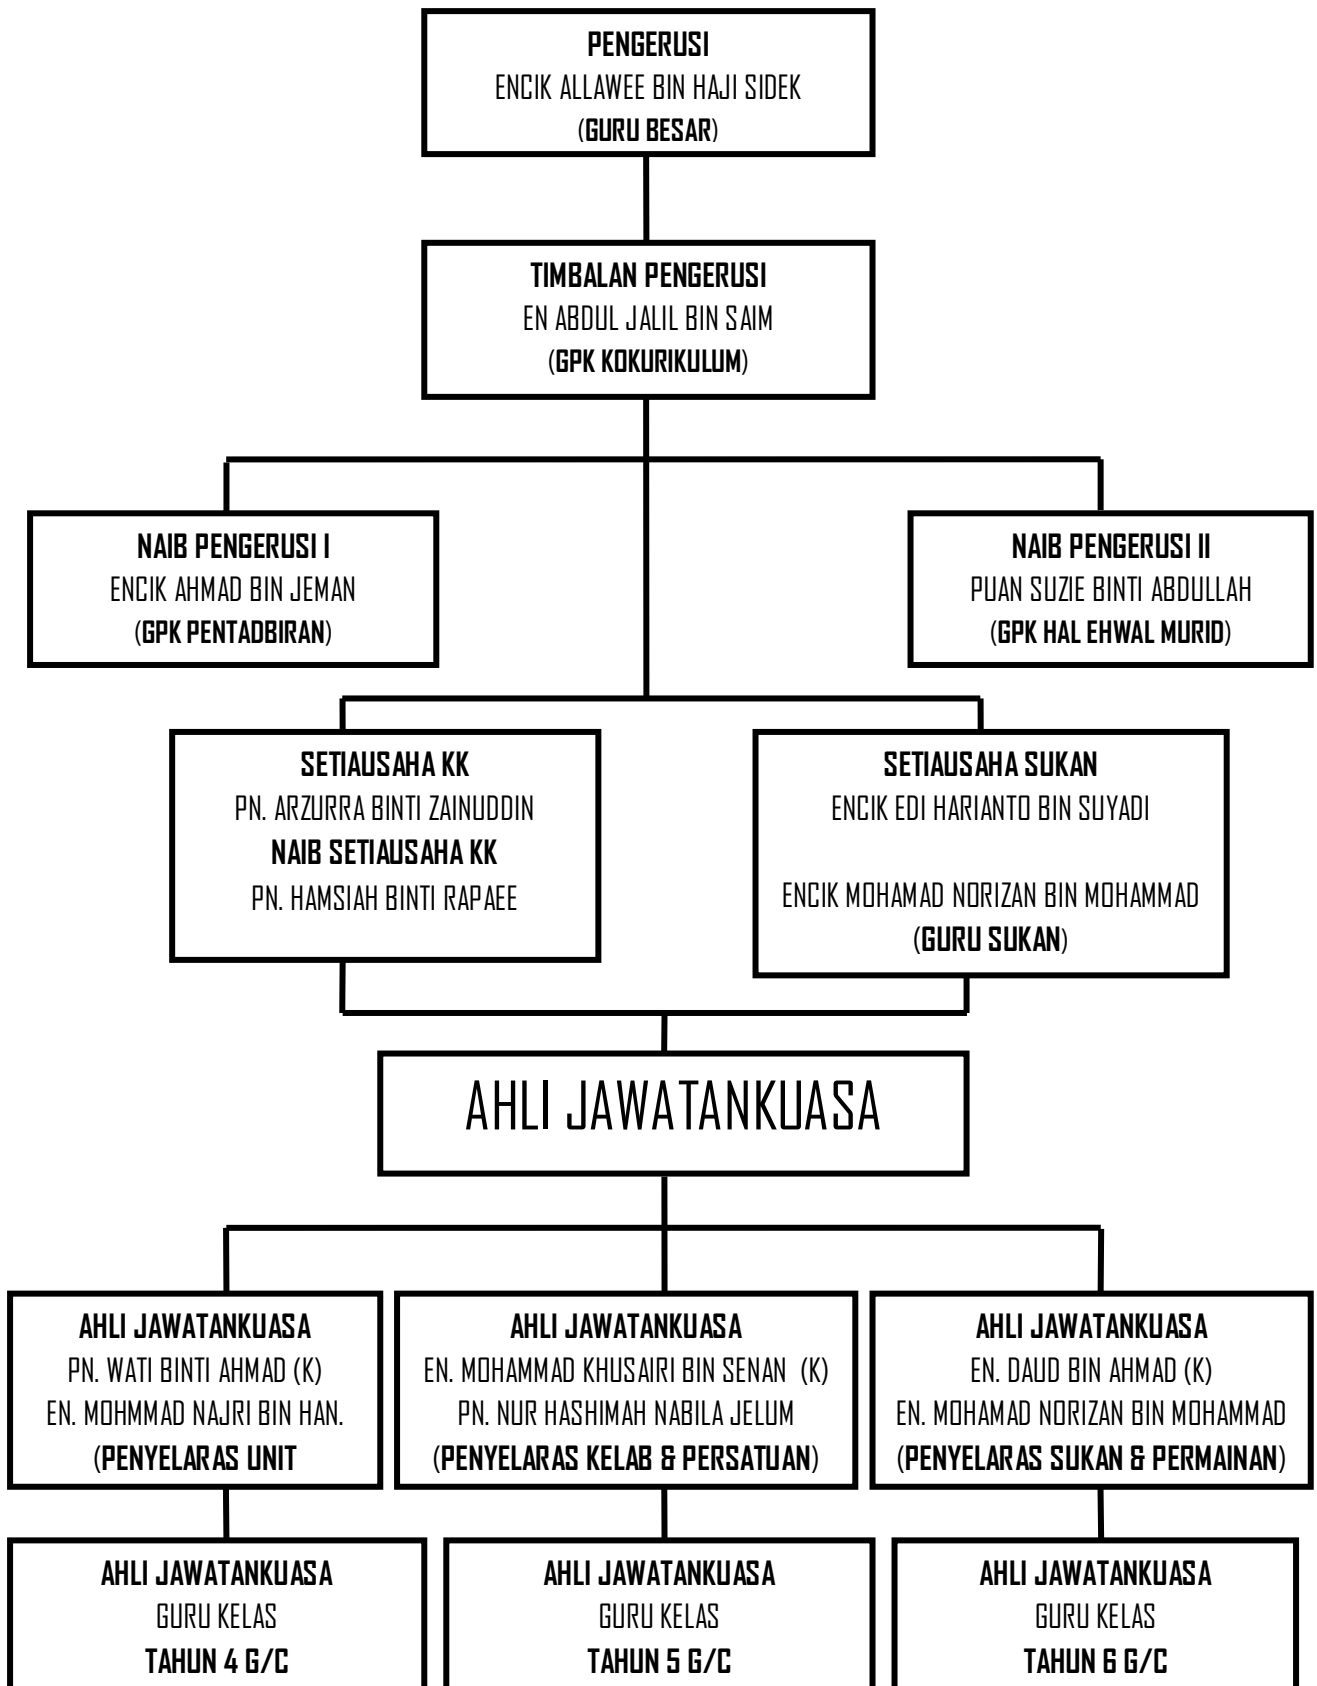 PENGERUSI
ENCIK ALLAWEE BIN HAJI SIDEK
(GURU BESAR)
TIMBALAN PENGERUSI
EN ABDUL JALIL BIN SAIM
(GPK KOKURIKULUM)
NAIB PENGERUSI I
ENCIK AHMAD BIN JEMAN
(GPK PENTADBIRAN)
NAIB PENGERUSI II
PUAN SUZIE BINTI ABDULLAH
(GPK HAL EHWAL MURID)
SETIAUSAHA KK
PN. ARZURRA BINTI ZAINUDDIN
NAIB SETIAUSAHA KK
PN. HAMSIAH BINTI RAPAEE
SETIAUSAHA SUKAN
ENCIK EDI HARIANTO BIN SUYADI
ENCIK MOHAMAD NORIZAN BIN MOHAMMAD
(GURU SUKAN)
AHLI JAWATANKUASA
AHLI JAWATANKUASA
PN. WATI BINTI AHMAD (K)
EN. MOHMMAD NAJRI BIN HAN.
(PENYELARAS UNIT
AHLI JAWATANKUASA
EN. MOHAMMAD KHUSAIRI BIN SENAN (K)
PN. NUR HASHIMAH NABILA JELUM
(PENYELARAS KELAB & PERSATUAN)
AHLI JAWATANKUASA
EN. DAUD BIN AHMAD (K)
EN. MOHAMAD NORIZAN BIN MOHAMMAD
(PENYELARAS SUKAN & PERMAINAN)
AHLI JAWATANKUASA
GURU KELAS
TAHUN 4 G/C
AHLI JAWATANKUASA
GURU KELAS
TAHUN 5 G/C
AHLI JAWATANKUASA
GURU KELAS
TAHUN 6 G/C